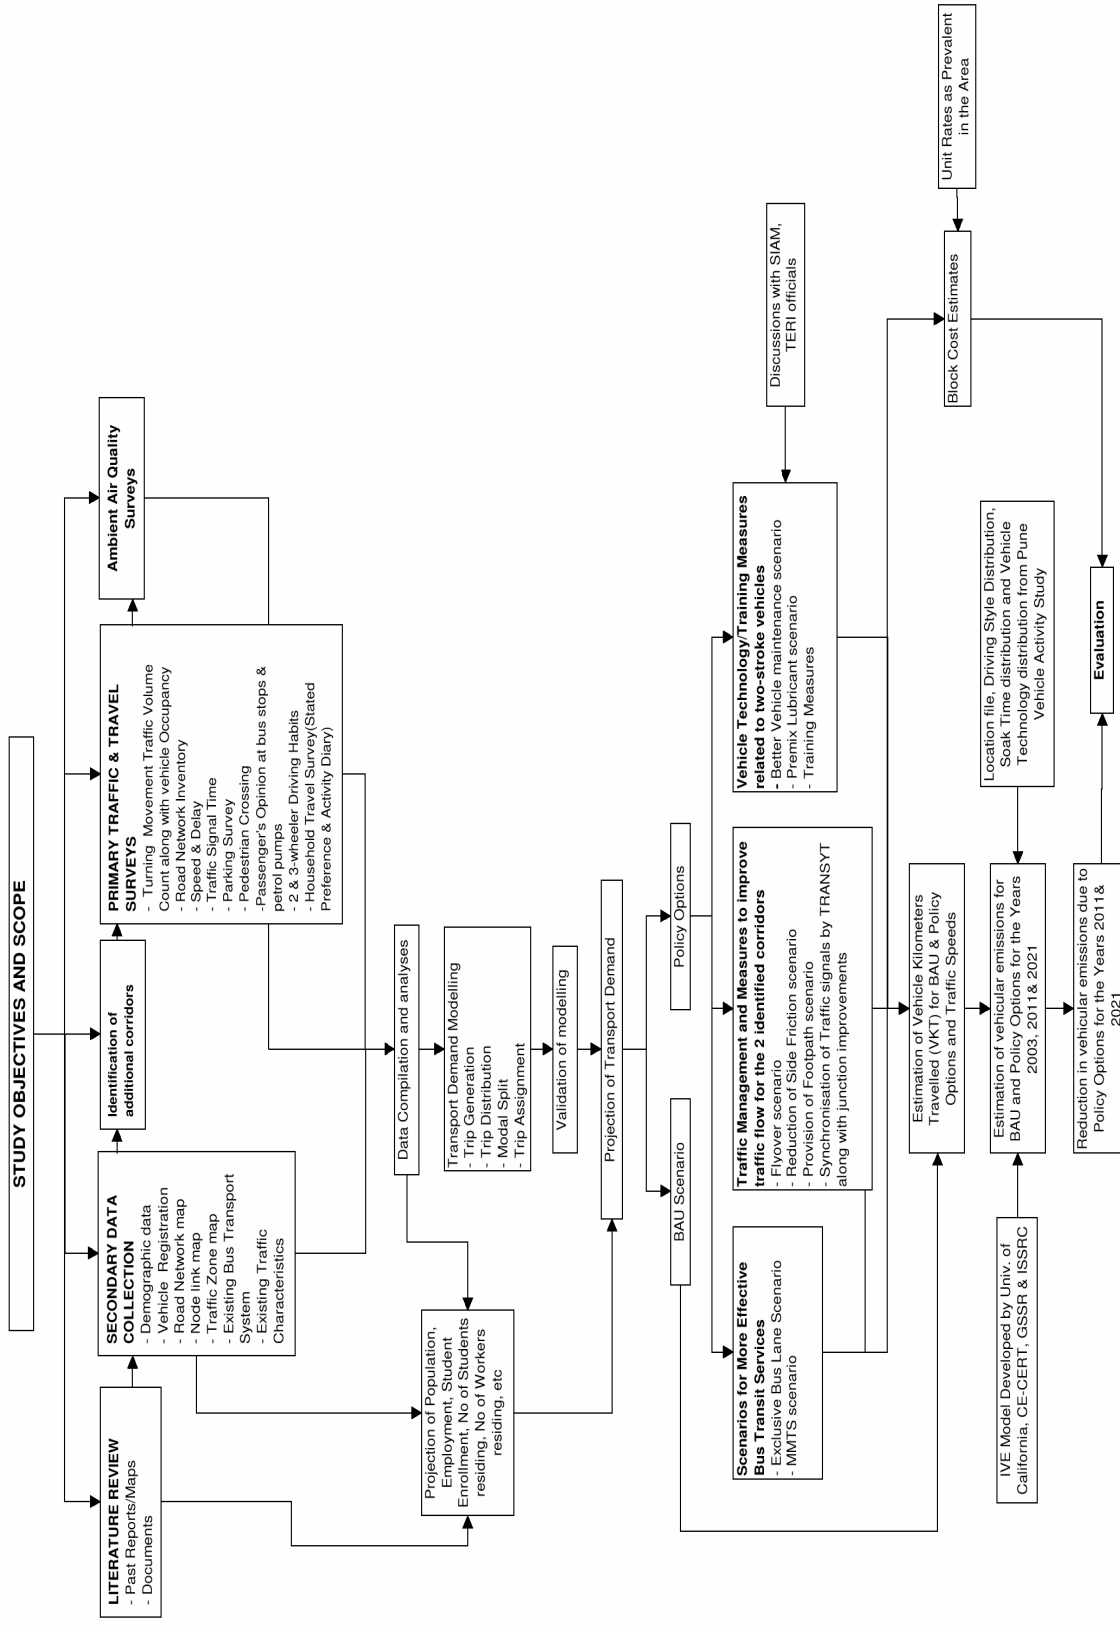 STUDY OBJECTIVES AND SCOPE
LITERATURE REVIEW
- Past Reports/Maps
- Documents
SECONDARY DATA
COLLECTION
- Demographic data
- Vehicle Registration
- Road Network map
- Node link map
- Traffic Zone map
- Existing Bus Transport
System
- Existing Traffic
Characteristics
Identification of
additional corridors
PRIMARY TRAFFIC & TRAVEL
SURVEYS
- Turning Movement Traffic Volume
Count along with vehicle Occupancy
- Road Network Inventory
- Speed & Delay
- Traffic Signal Time
- Parking Survey
- Pedestrian Crossing
-Passenger's Opinion at bus stops &
petrol pumps
- 2 & 3-wheeler Driving Habits
- Household Travel Survey(Stated
Preference & Activity Diary)
Ambient Air Quality
Surveys
Data Compilation and analyses
Projection of Population,
Employment, Student
Enrollment, No of Students
residing, No of Workers
residing, etc
Transport Demand Modelling
- Trip Generation
- Trip Distribution
- Modal Split
- Trip Assignment
Validation of modelling
Projection of Transport Demand
BAU Scenario
Policy Options
Scenarios for More Effective
Bus Transit Services
- Exclusive Bus Lane Scenario
- MMTS scenario
Traffic Management and Measures to improve
traffic flow for the 2 identified corridors
- Flyover scenario
- Reduction of Side Friction scenario
- Provision of Footpath scenario
- Synchronisation of Traffic signals by TRANSYT
along with junction improvements
Vehicle Technology/Training Measures
related to two-stroke vehicles
- Better Vehicle maintenance scenario
- Premix Lubricant scenario
- Training Measures
Discussions with SIAM,
TERI officials
Estimation of Vehicle Kilometers
Travelled (VKT) for BAU & Policy
Options and Traffic Speeds
Block Cost Estimates
Unit Rates as Prevalent
in the Area
IVE Model Developed by Univ. of
California, CE-CERT, GSSR & ISSRC
Estimation of vehicular emissions for
BAU and Policy Options for the Years
2003, 2011& 2021
Location file, Driving Style Distribution,
Soak Time distribution and Vehicle
Technology distribution from Pune
Vehicle Activity Study
Reduction in vehicular emissions due to
Policy Options for the Years 2011&
2021
Evaluation